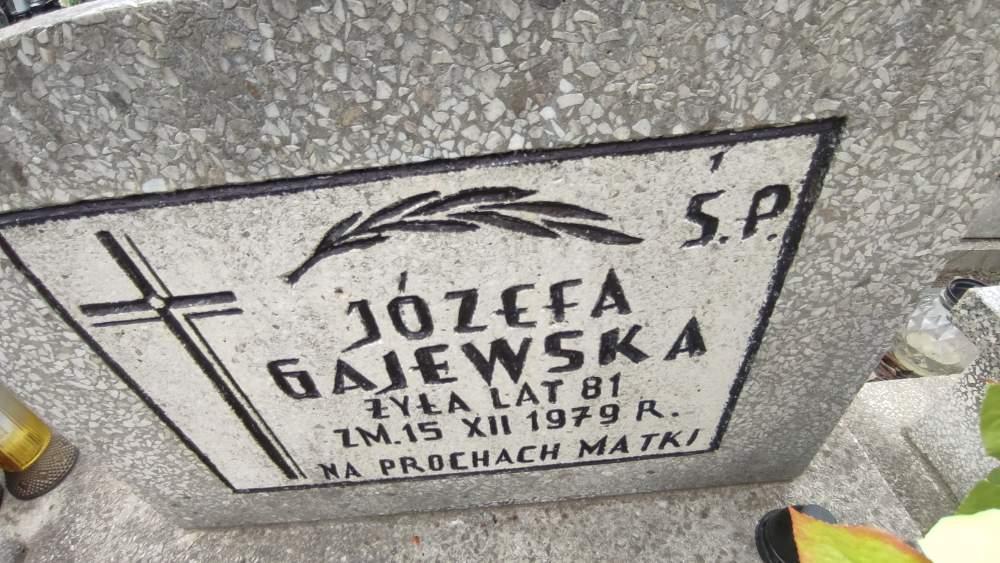 Ś.P.
JÓZEFA
GAJEWSKA
ŻYŁA LAT 81
ZM.15 XII 1979 R.
NA PROCHACH MATKI